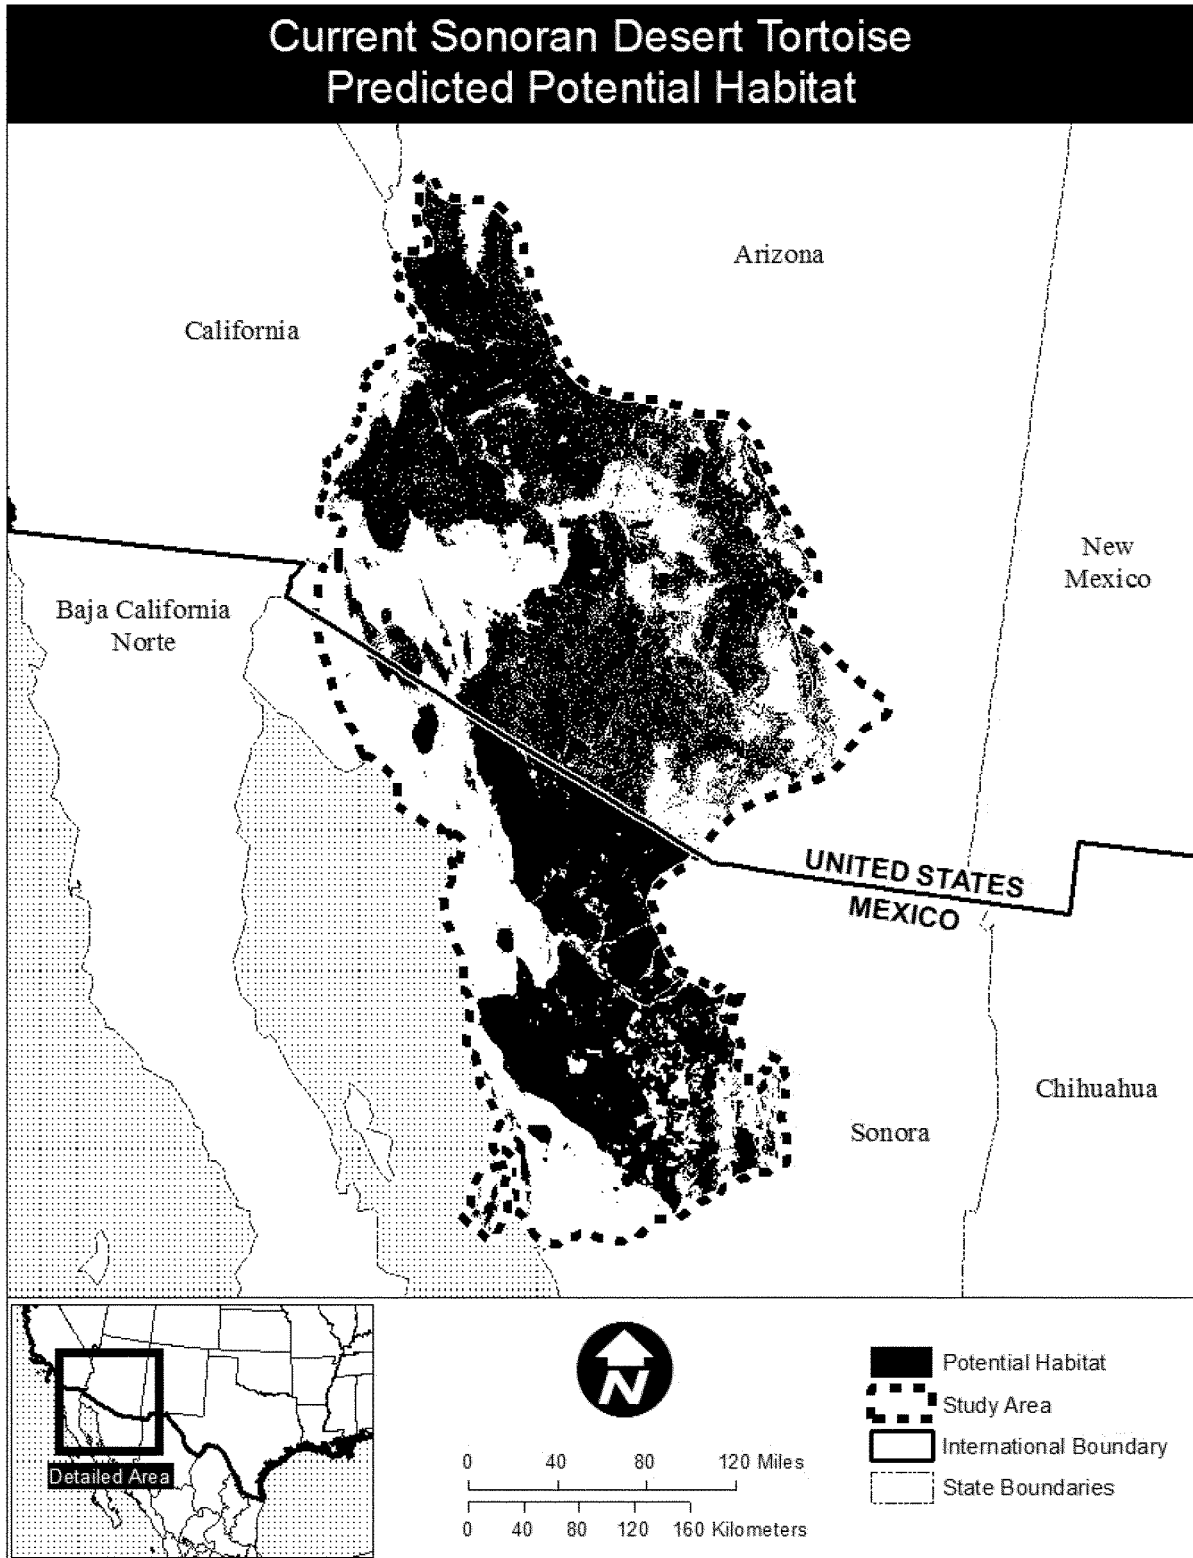 Current Sonoran Desert Tortoise
Predicted Potential Habitat
Arizona
California
New
Mexico
Baja California
Norte
UNITED STATES
MEXICO
Chihuahua
Sonora
Detailed Area
N
0 40 80 120 Miles
0 40 80 120 160 Kilometers
Potential Habitat
Study Area
International Boundary
State Boundaries